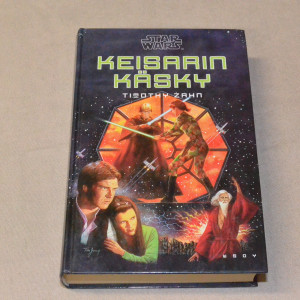 STAR
WARS
KEISARIN
KÄSKY
TIMOTHY ZAHN
WSOY